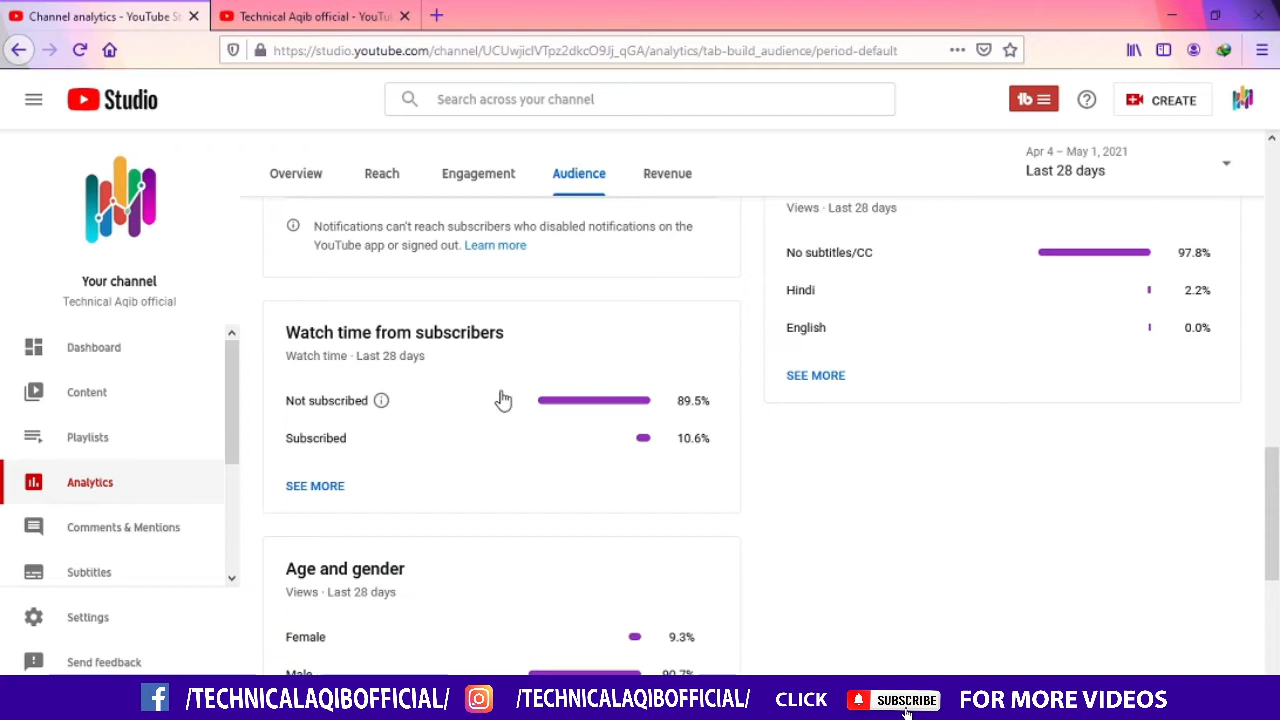 Channel analytics - YouTube St
Technical Aqib official - YouTu
https://studio.youtube.com/channel/UCUwjicIVTpz2dkcO9Jj_qGA/analytics/tab-build_audience/period-default
Studio
Search across your channel
CREATE
Your channel
Technical Aqib official
Dashboard
Content
Playlists
Analytics
Comments & Mentions
Subtitles
Settings
Send feedback
Overview
Reach
Engagement
Audience
Revenue
Apr 4 – May 1, 2021
Last 28 days
Notifications can't reach subscribers who disabled notifications on the
YouTube app or signed out. Learn more
Watch time from subscribers
Watch time · Last 28 days
Not subscribed 89.5%
Subscribed 10.6%
SEE MORE
Age and gender
Views · Last 28 days
Female 9.3%
Male 90.7%
Views · Last 28 days
No subtitles/CC 97.8%
Hindi 2.2%
English 0.0%
SEE MORE
/TECHNICALAQIBOFFICIAL/ /TECHNICALAQIBOFFICIAL/ CLICK SUBSCRIBE FOR MORE VIDEOS